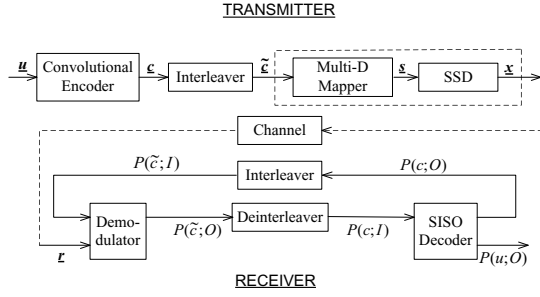 TRANSMITTER
u
Convolutional
Encoder
c
Interleaver
c̃
Multi-D
Mapper
s
SSD
x
Channel
P(c̃;I)
Interleaver
P(c;O)
Demo-
dulator
P(c̃;O)
Deinterleaver
P(c;I)
SISO
Decoder
r
P(u;O)
RECEIVER